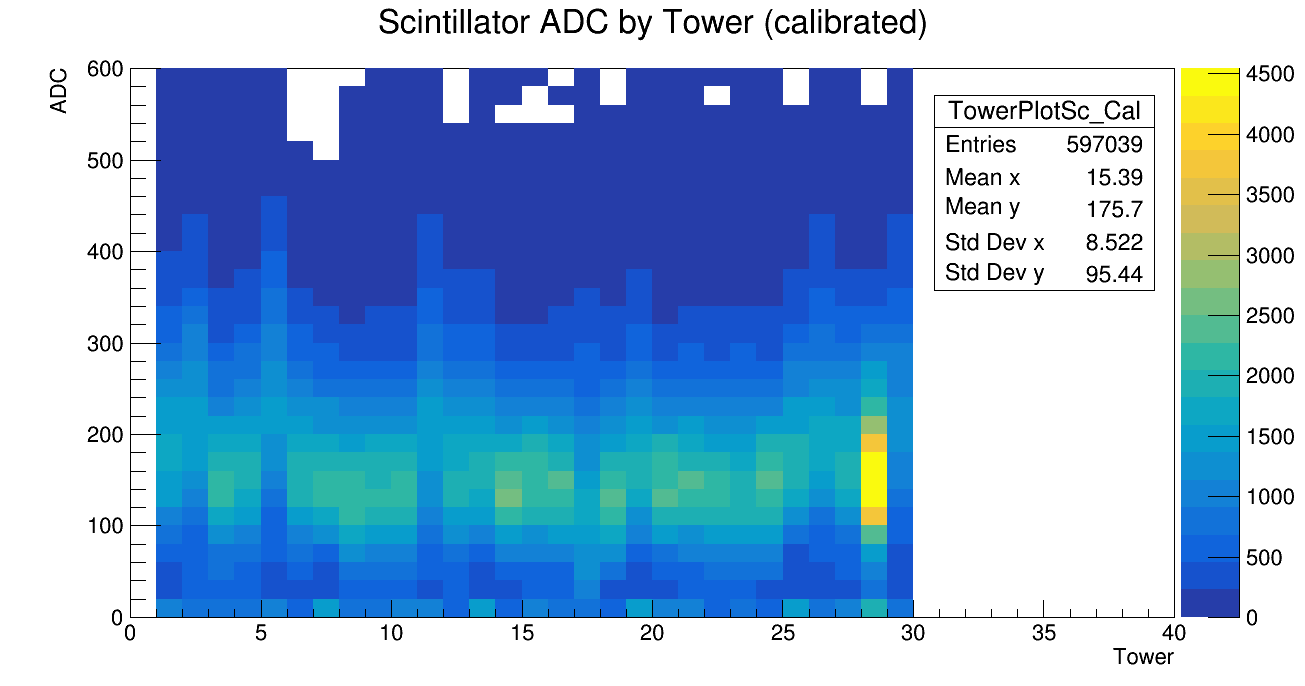 Scintillator ADC by Tower (calibrated)
ADC
600
500
400
300
200
100
0
0 5 10 15 20 25 30 35 40
Tower
TowerPlotSc_Cal
Entries 597039
Mean x 15.39
Mean y 175.7
Std Dev x 8.522
Std Dev y 95.44
4500
4000
3500
3000
2500
2000
1500
1000
500
0